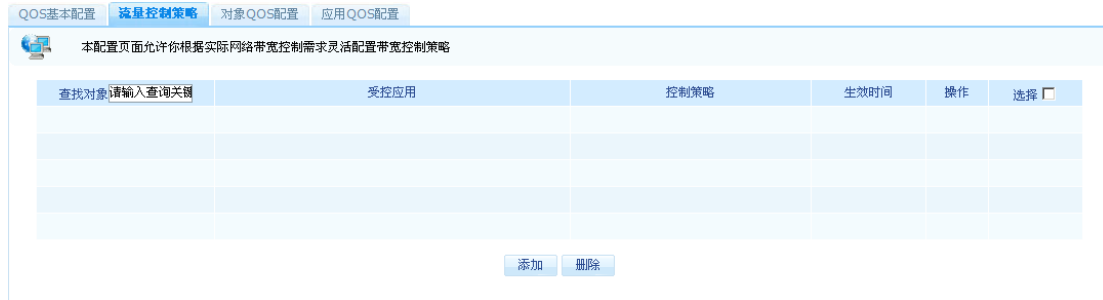 QOS基本配置 流量控制策略 对象QOS配置 应用QOS配置
本配置页面允许你根据实际网络带宽控制需求灵活配置带宽控制策略
查找对象 请输入查询关键 受控应用 控制策略 生效时间 操作 选择
添加 删除